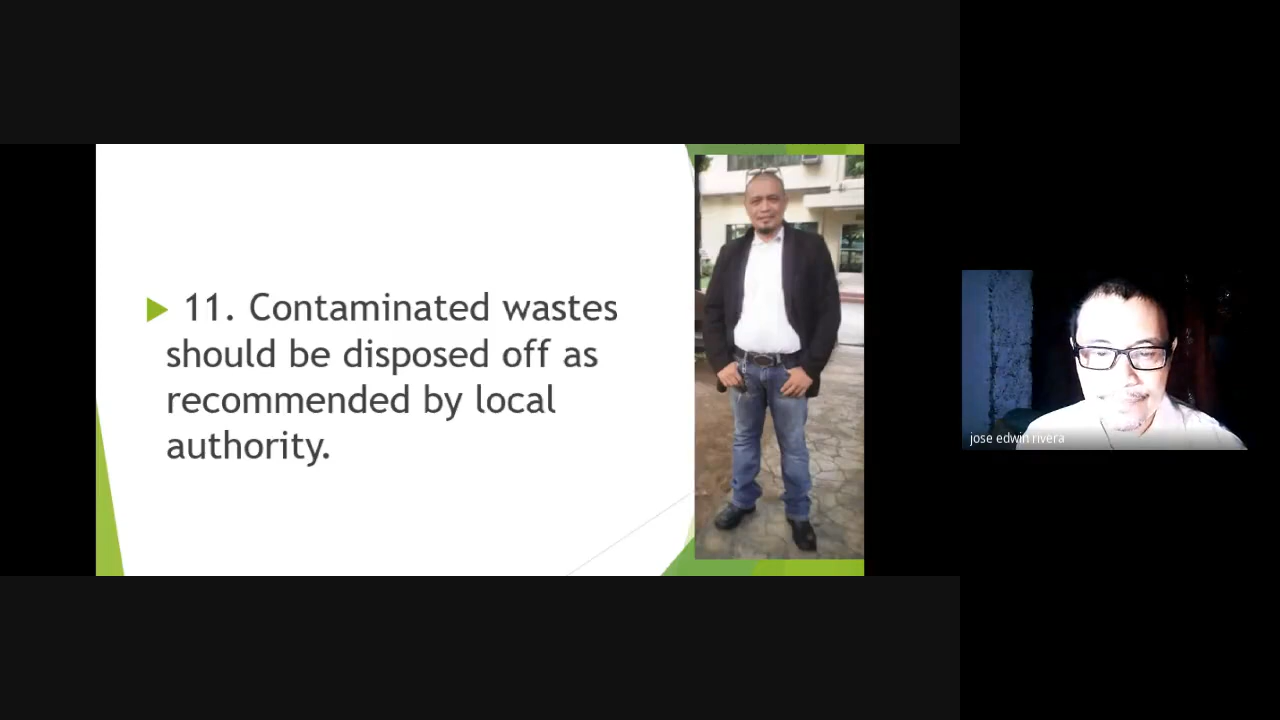 11. Contaminated wastes
should be disposed off as
recommended by local
authority.
jose edwin rivera